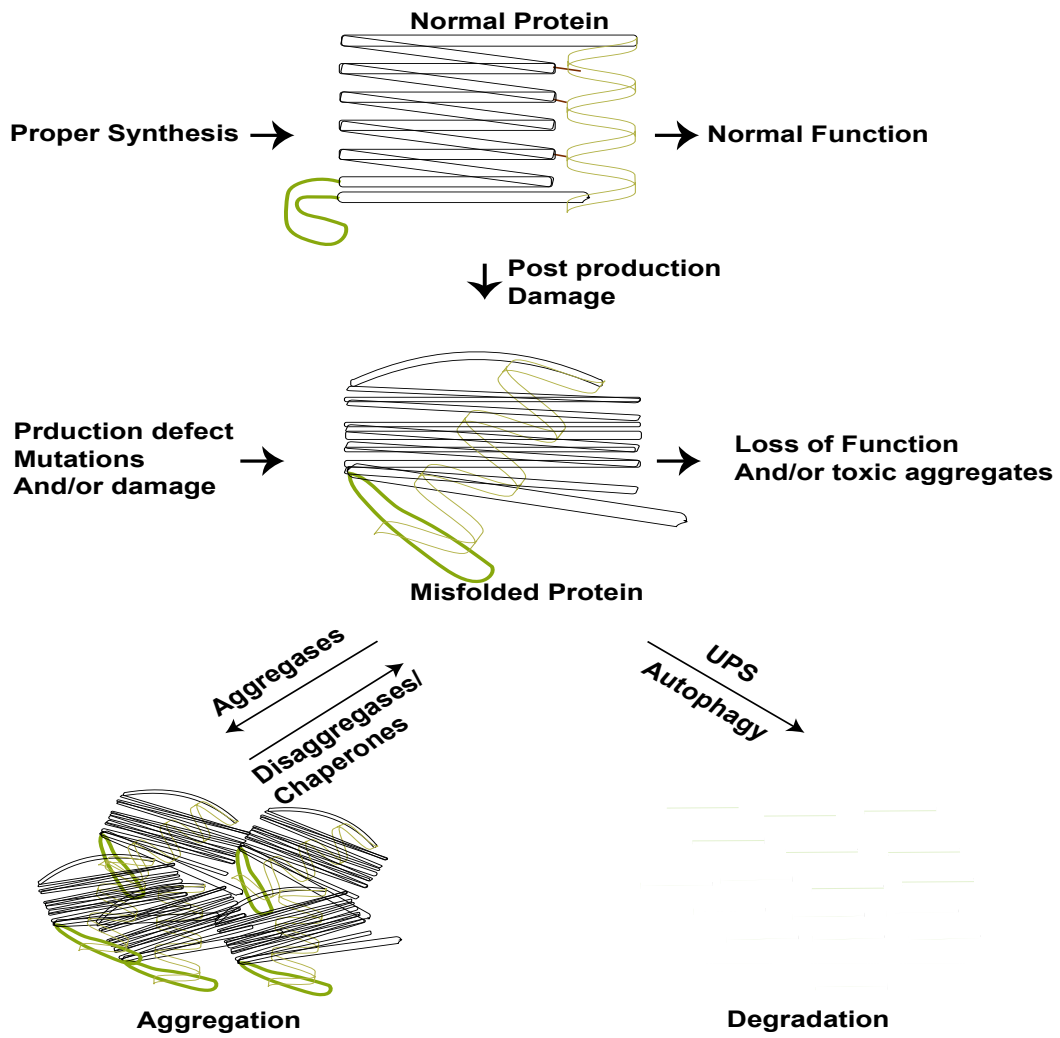 Normal Protein
Proper Synthesis
Normal Function
Post production
Damage
Prduction defect
Mutations
And/or damage
Loss of Function
And/or toxic aggregates
Misfolded Protein
Aggregases
Disaggregases/
Chaperones
UPS
Autophagy
Aggregation
Degradation